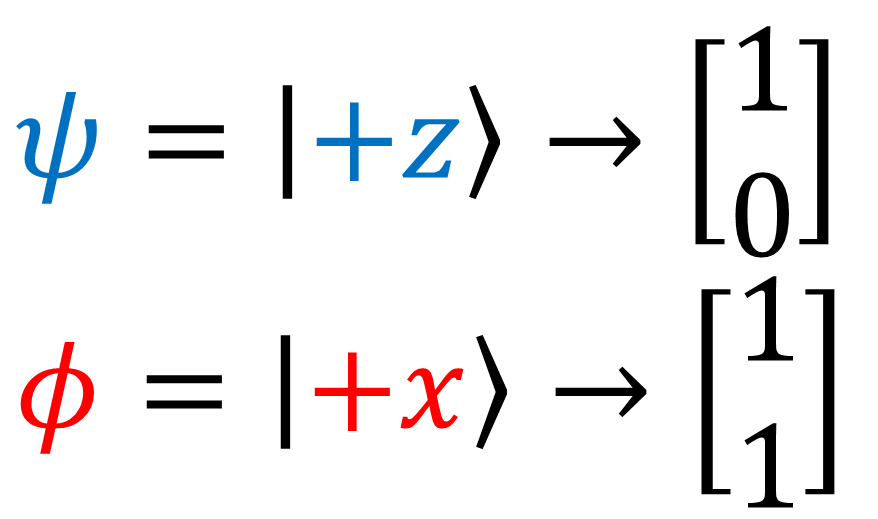 ψ = |+z⟩ → [1 0]
ϕ = |+x⟩ → [1 1]